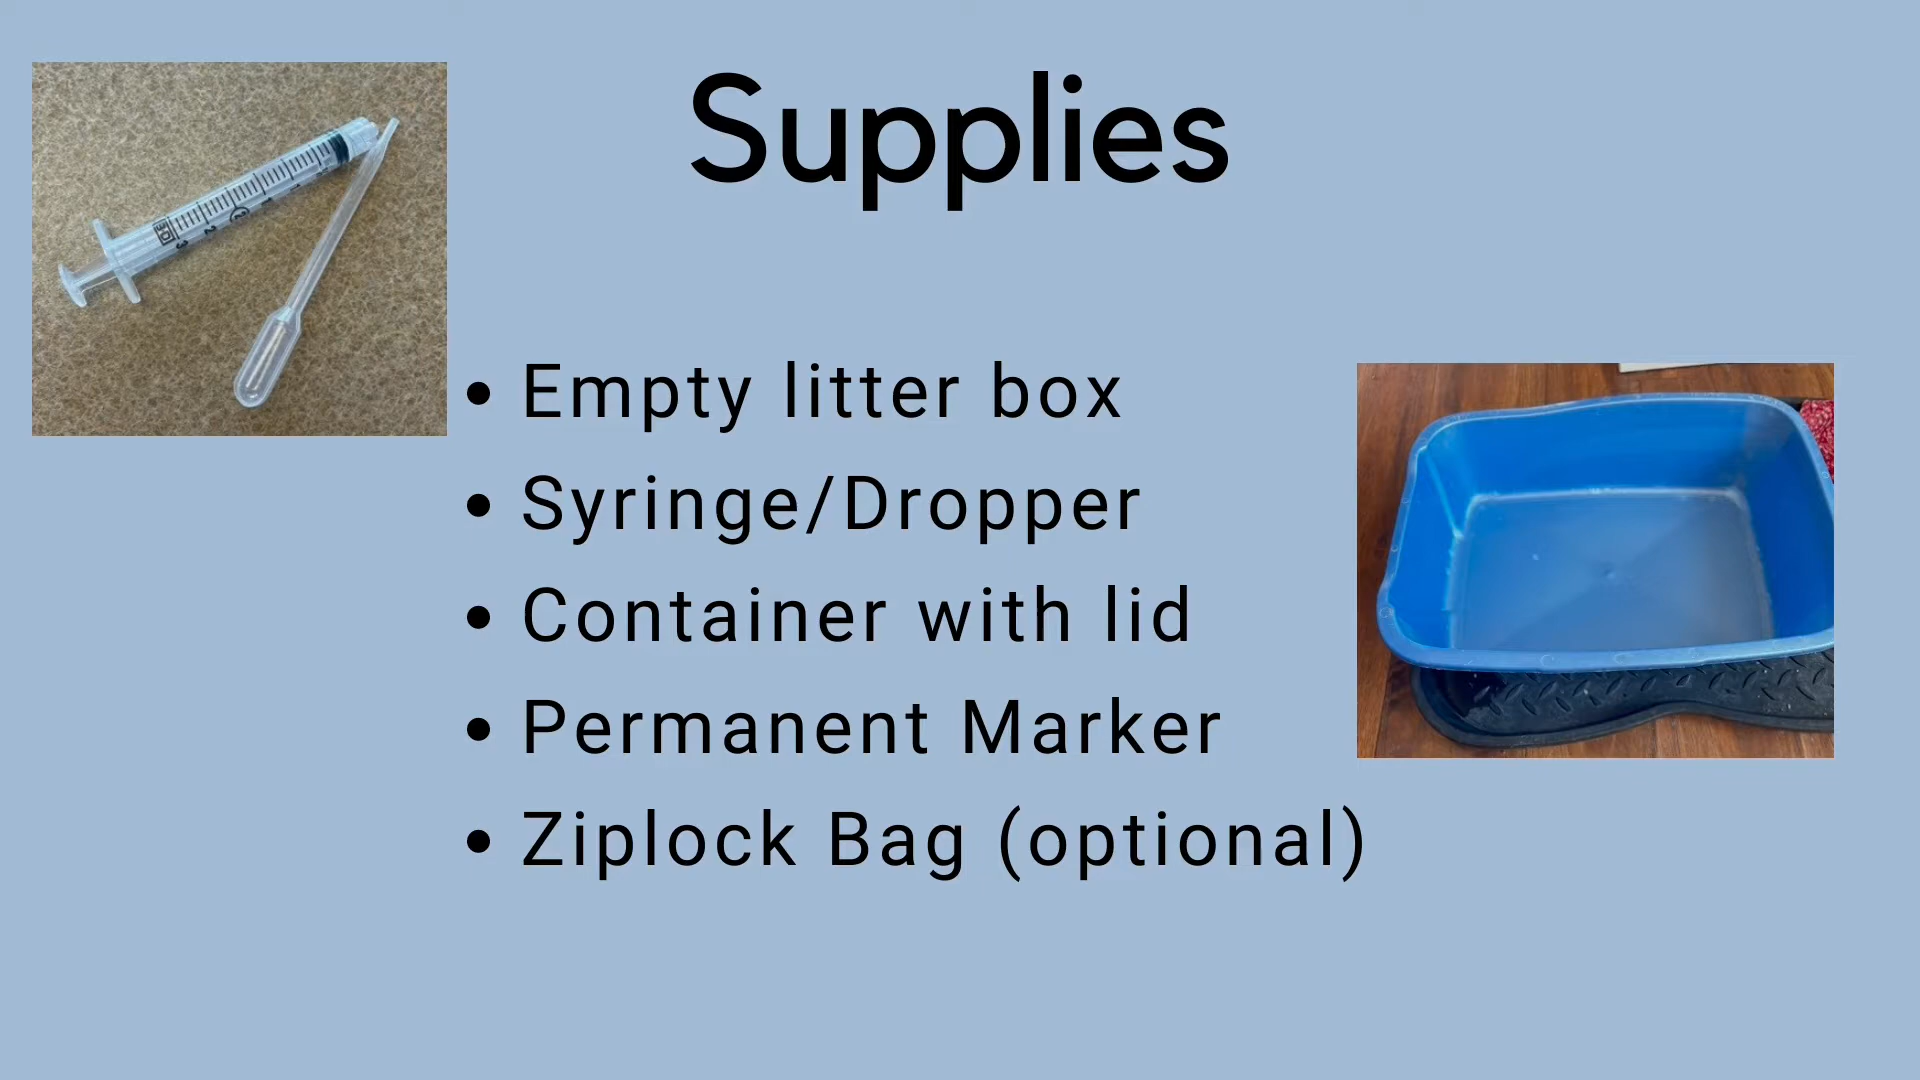 Supplies
• Empty litter box
• Syringe/Dropper
• Container with lid
• Permanent Marker
• Ziplock Bag (optional)